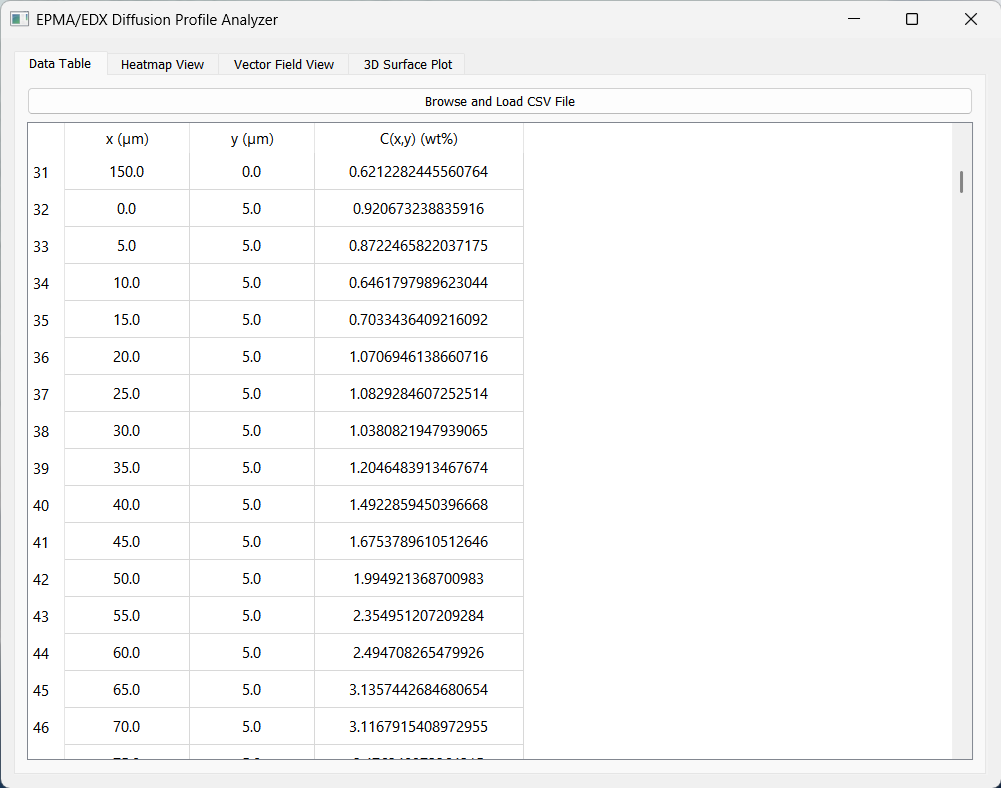 EPMA/EDX Diffusion Profile Analyzer
Data Table Heatmap View Vector Field View 3D Surface Plot
Browse and Load CSV File
x (µm) y (µm) C(x,y) (wt%)
31 150.0 0.0 0.6212282445560764
32 0.0 5.0 0.920673238835916
33 5.0 5.0 0.8722465822037175
34 10.0 5.0 0.6461797989623044
35 15.0 5.0 0.7033436409216092
36 20.0 5.0 1.0706946138660716
37 25.0 5.0 1.0829284607252514
38 30.0 5.0 1.0380821947939065
39 35.0 5.0 1.2046483913467674
40 40.0 5.0 1.4922859450396668
41 45.0 5.0 1.6753789610512646
42 50.0 5.0 1.994921368700983
43 55.0 5.0 2.354951207209284
44 60.0 5.0 2.494708265479926
45 65.0 5.0 3.1357442684680654
46 70.0 5.0 3.1167915408972955